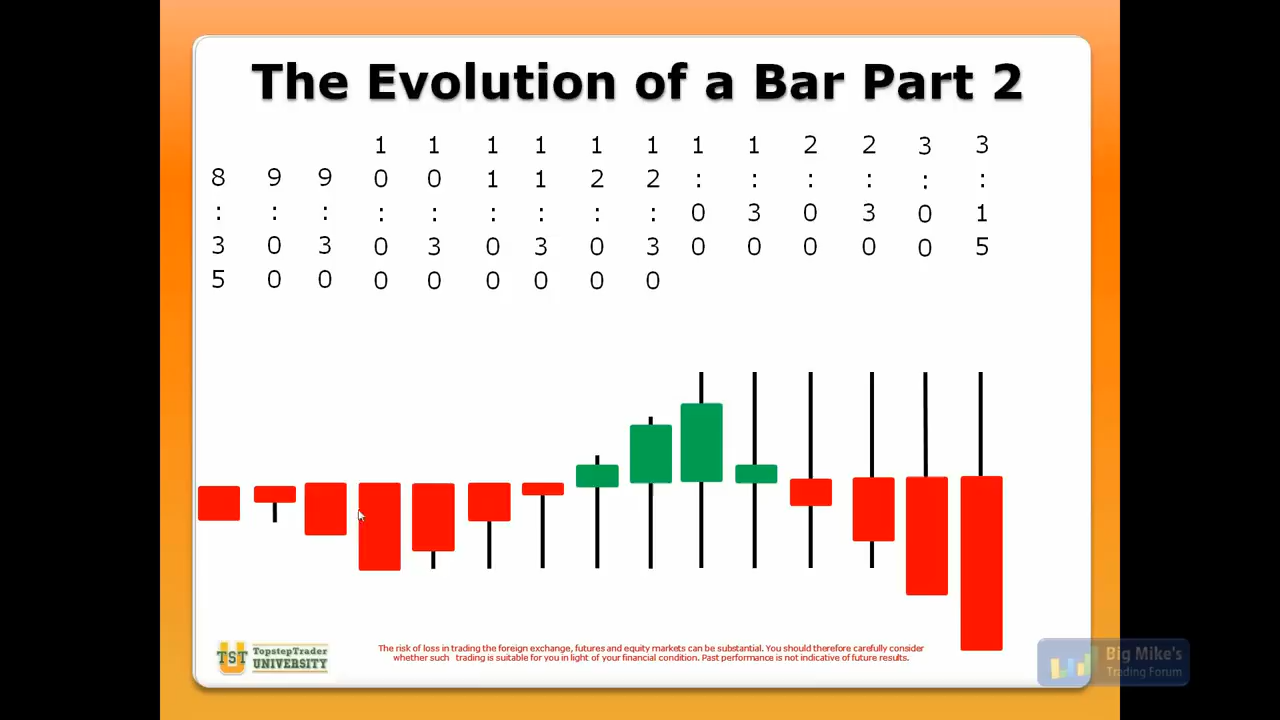 The Evolution of a Bar Part 2
8:35 9:00 9:30 10:00 10:30 11:00 11:30 12:00 12:30 1:00 1:30 2:00 2:30 3:00 3:15
U
TST
TopstepTrader
UNIVERSITY
The risk of loss in trading the foreign exchange, futures and equity markets can be substantial. You should therefore carefully consider
whether such trading is suitable for you in light of your financial condition. Past performance is not indicative of future results.
Big Mike's
Trading Forum